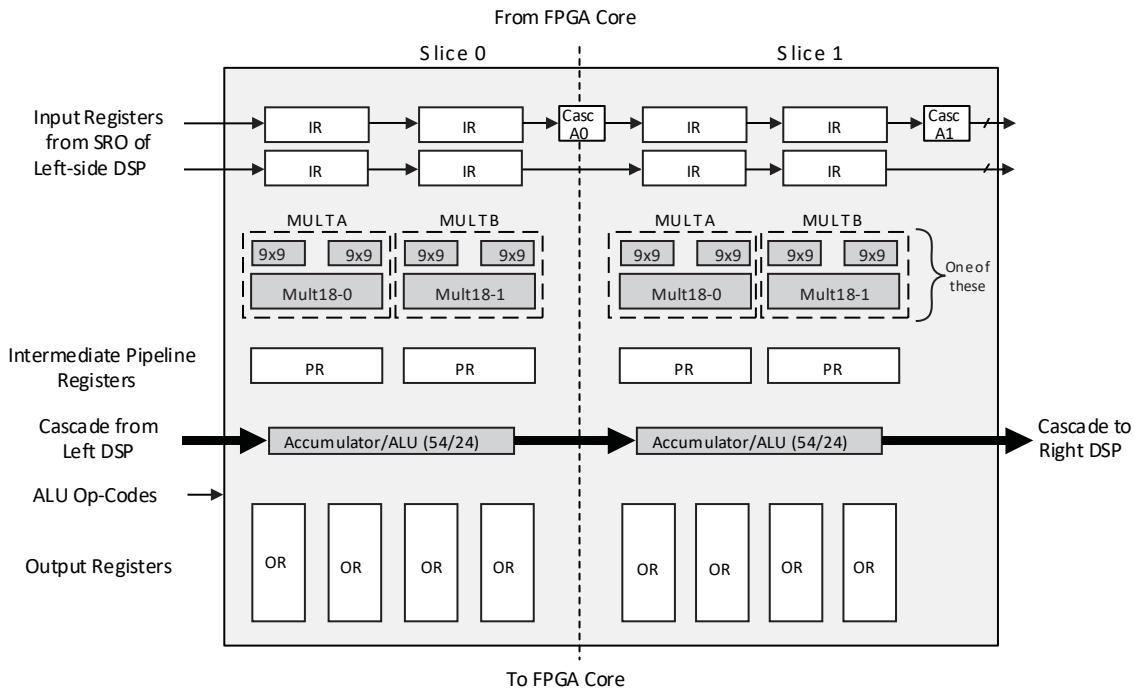 From FPGA Core
Slice 0
Slice 1
Input Registers
from SRO of
Left-side DSP
IR
IR
Casc
A0
IR
IR
Casc
A1
IR
IR
IR
IR
MULTA
MULTB
MULTA
MULTB
9x9
9x9
9x9
9x9
9x9
9x9
9x9
9x9
One of
these
Mult18-0
Mult18-1
Mult18-0
Mult18-1
Intermediate Pipeline
Registers
PR
PR
PR
PR
Cascade from
Left DSP
Accumulator/ALU (54/24)
Accumulator/ALU (54/24)
Cascade to
Right DSP
ALU Op-Codes
Output Registers
OR
OR
OR
OR
OR
OR
OR
OR
To FPGA Core